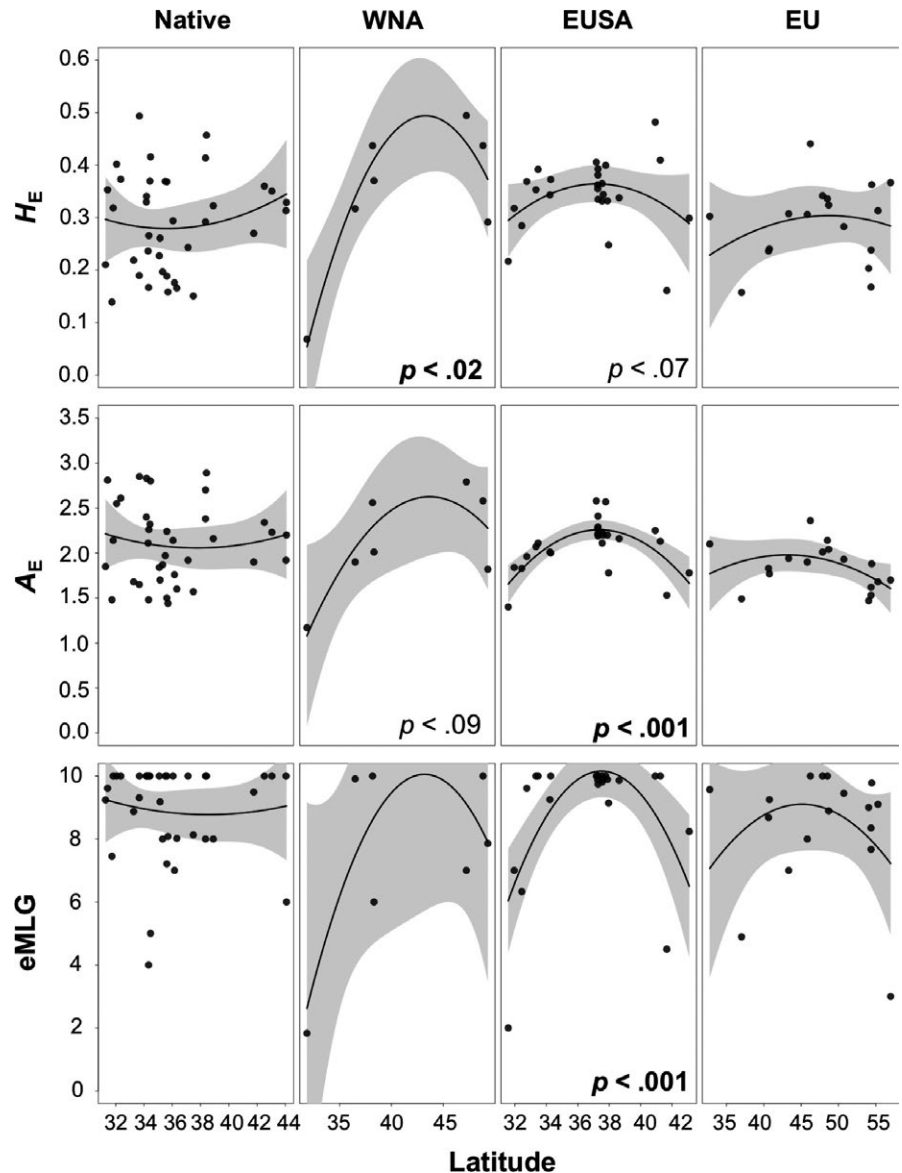 Native WNA EUSA EU
0.6
0.5
0.4
0.3
0.2
0.1
0.0
HE
p < .02
p < .07
3.5
3.0
2.5
2.0
1.5
1.0
0.5
0.0
AE
p < .09
p < .001
10
8
6
4
2
0
eMLG
p < .001
32 34 36 38 40 42 44 35 40 45 32 34 36 38 40 42 35 40 45 50 55
Latitude